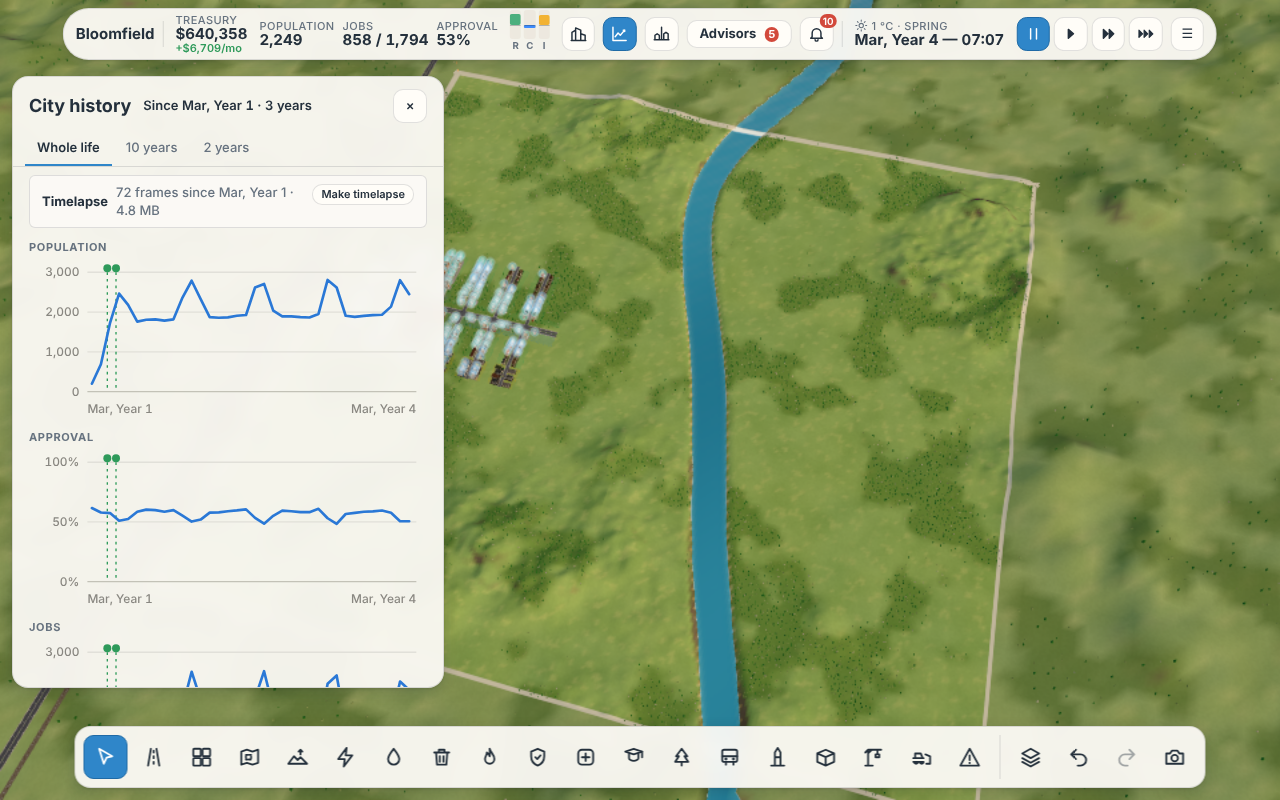 Bloomfield
TREASURY
$640,358
+$6,709/mo
POPULATION
2,249
JOBS
858 / 1,794
APPROVAL
53%
R C I
Advisors 5
10
1 °C · SPRING
Mar, Year 4 — 07:07
City history Since Mar, Year 1 · 3 years
×
Whole life 10 years 2 years
Timelapse
72 frames since Mar, Year 1 ·
4.8 MB
Make timelapse
POPULATION
3,000
2,000
1,000
0
Mar, Year 1 Mar, Year 4
APPROVAL
100%
50%
0%
Mar, Year 1 Mar, Year 4
JOBS
3,000